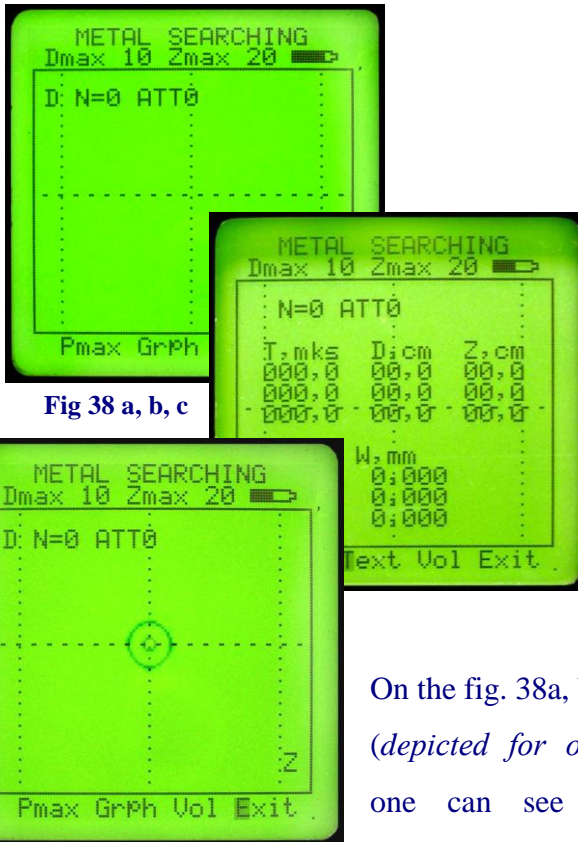 METAL SEARCHING
Dmax 10 Zmax 20
D: N=0 ATT0
Pmax Grph
Fig 38 a, b, c
METAL SEARCHING
Dmax 10 Zmax 20
N=0 ATT0
T,mks D,cm Z,cm
000,0 00,0 00,0
000,0 00,0 00,0
000,0 00,0 00,0
W,mm
0,000
0,000
0,000
Text Vol Exit
METAL SEARCHING
Dmax 10 Zmax 20
D: N=0 ATT0
Z
Pmax Grph Vol Exit
On the fig. 38a,
(depicted for
one can see